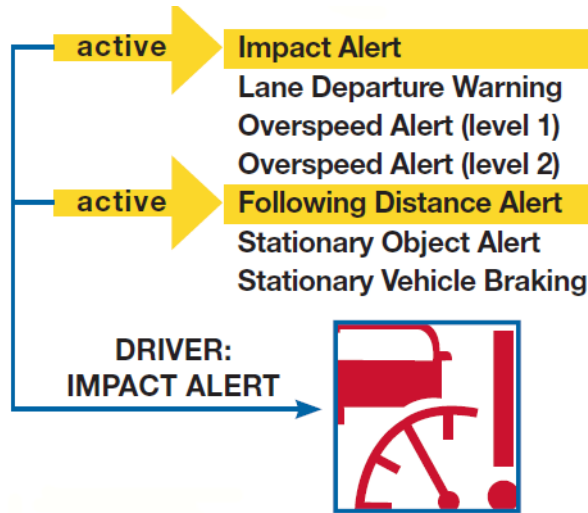 active Impact Alert
Lane Departure Warning
Overspeed Alert (level 1)
Overspeed Alert (level 2)
active Following Distance Alert
Stationary Object Alert
Stationary Vehicle Braking
DRIVER:
IMPACT ALERT